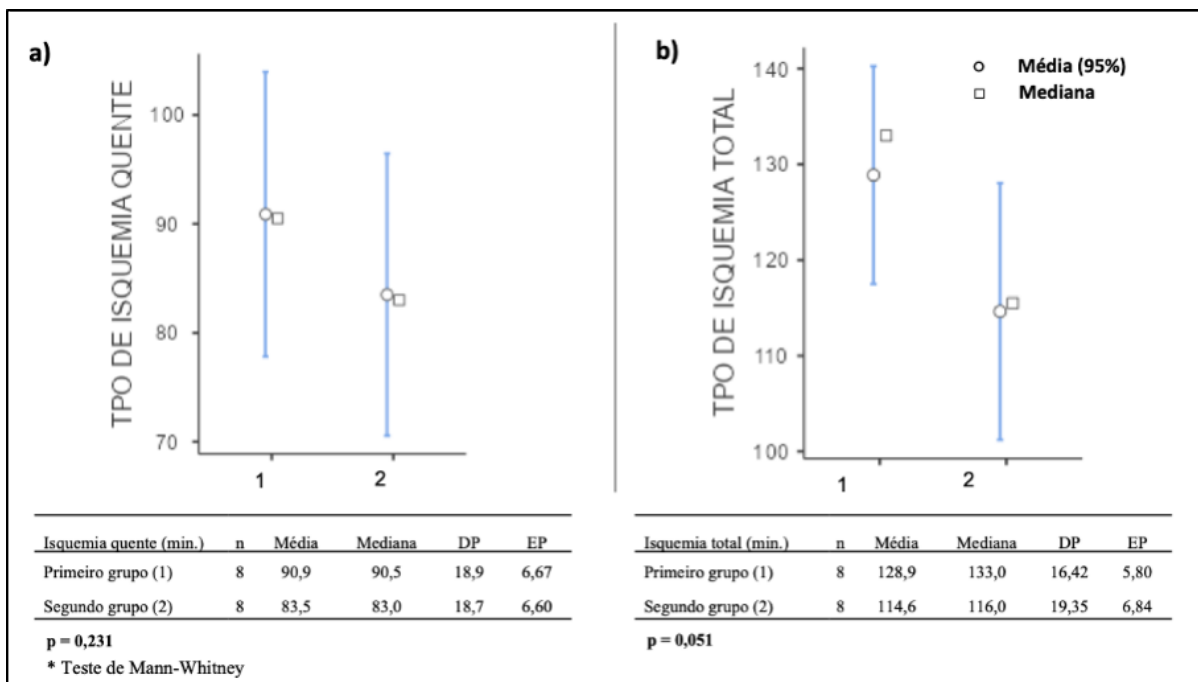 a)
TPO DE ISQUEMIA QUENTE
100
90
80
70
1 2
Isquemia quente (min.) n Média Mediana DP EP
Primeiro grupo (1) 8 90,9 90,5 18,9 6,67
Segundo grupo (2) 8 83,5 83,0 18,7 6,60
p = 0,231
* Teste de Mann-Whitney
b)
Média (95%)
Mediana
TPO DE ISQUEMIA TOTAL
140
130
120
110
100
1 2
Isquemia total (min.) n Média Mediana DP EP
Primeiro grupo (1) 8 128,9 133,0 16,42 5,80
Segundo grupo (2) 8 114,6 116,0 19,35 6,84
p = 0,051